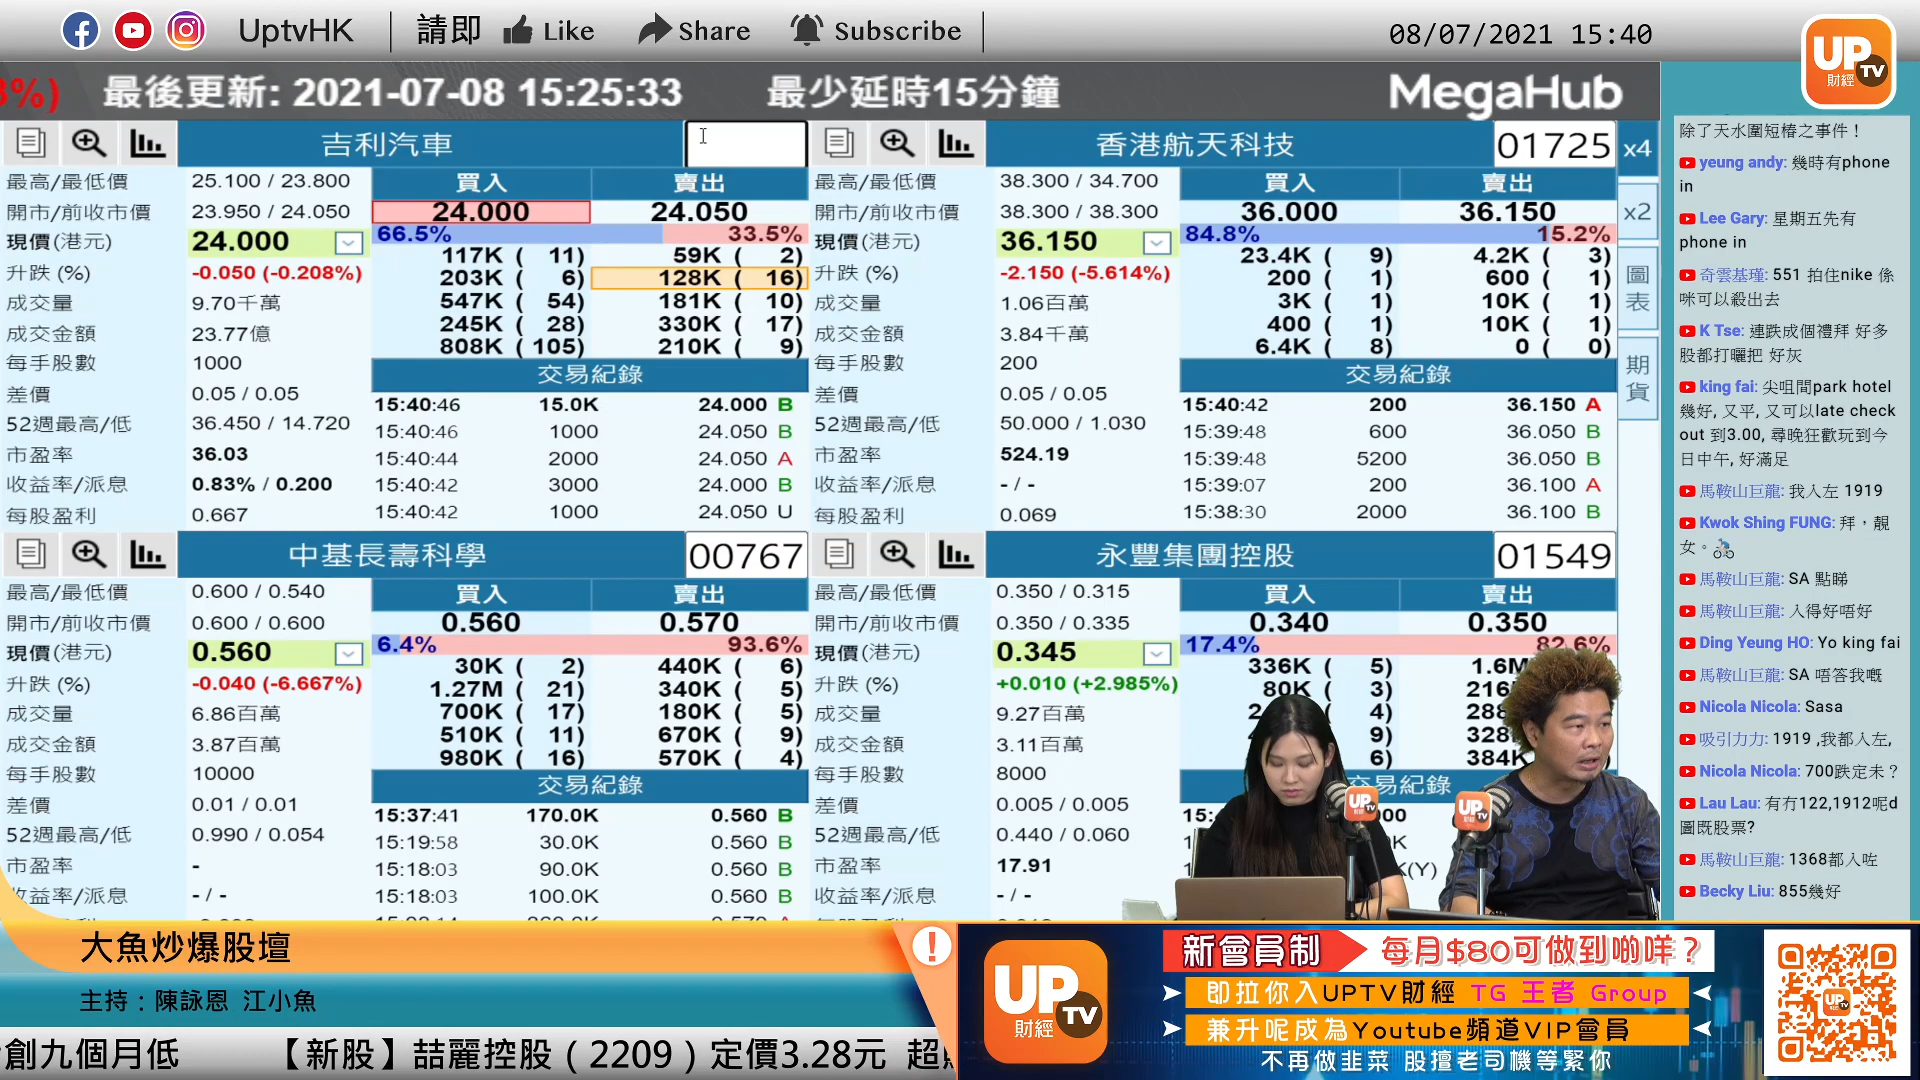 UptvHK 請即 Like Share Subscribe 08/07/2021 15:40
UP TV 財經
3%) 最後更新: 2021-07-08 15:25:33 最少延時15分鐘 MegaHub
吉利汽車
最高/最低價 25.100 / 23.800
開市/前收市價 23.950 / 24.050
現價(港元) 24.000
升跌 (%) -0.050 (-0.208%)
成交量 9.70千萬
成交金額 23.77億
每手股數 1000
差價 0.05 / 0.05
52週最高/低 36.450 / 14.720
市盈率 36.03
收益率/派息 0.83% / 0.200
每股盈利 0.667
買入 賣出
24.000 24.050
66.5% 33.5%
117K ( 11) 59K ( 2)
203K ( 6) 128K ( 16)
547K ( 54) 181K ( 10)
245K ( 28) 330K ( 17)
808K ( 105) 210K ( 9)
交易紀錄
15:40:46 15.0K 24.000 B
15:40:46 1000 24.050 B
15:40:44 2000 24.050 A
15:40:42 3000 24.000 B
15:40:42 1000 24.050 U
香港航天科技 01725
最高/最低價 38.300 / 34.700
開市/前收市價 38.300 / 38.300
現價(港元) 36.150
升跌 (%) -2.150 (-5.614%)
成交量 1.06百萬
成交金額 3.84千萬
每手股數 200
差價 0.05 / 0.05
52週最高/低 50.000 / 1.030
市盈率 524.19
收益率/派息 - / -
每股盈利 0.069
買入 賣出
36.000 36.150
84.8% 15.2%
23.4K ( 9) 4.2K ( 3)
200 ( 1) 600 ( 1)
3K ( 1) 10K ( 1)
400 ( 1) 10K ( 1)
6.4K ( 8) 0 ( 0)
交易紀錄
15:40:42 200 36.150 A
15:39:48 600 36.050 B
15:39:48 5200 36.050 B
15:39:07 200 36.100 A
15:38:30 2000 36.100 B
x4
x2
圖表
期貨
中基長壽科學 00767
最高/最低價 0.600 / 0.540
開市/前收市價 0.600 / 0.600
現價(港元) 0.560
升跌 (%) -0.040 (-6.667%)
成交量 6.86百萬
成交金額 3.87百萬
每手股數 10000
差價 0.01 / 0.01
52週最高/低 0.990 / 0.054
市盈率 -
收益率/派息 - / -
買入 賣出
0.560 0.570
6.4% 93.6%
30K ( 2) 440K ( 6)
1.27M ( 21) 340K ( 5)
700K ( 17) 180K ( 5)
510K ( 11) 670K ( 9)
980K ( 16) 570K ( 4)
交易紀錄
15:37:41 170.0K 0.560 B
15:19:58 30.0K 0.560 B
15:18:03 90.0K 0.560 B
15:18:03 100.0K 0.560 B
永豐集團控股 01549
最高/最低價 0.350 / 0.315
開市/前收市價 0.350 / 0.335
現價(港元) 0.345
升跌 (%) +0.010 (+2.985%)
成交量 9.27百萬
成交金額 3.11百萬
每手股數 8000
差價 0.005 / 0.005
52週最高/低 0.440 / 0.060
市盈率 17.91
收益率/派息 - / -
買入 賣出
0.340 0.350
17.4% 82.6%
336K ( 5) 1.6M
80K ( 3) 216
4) 288
9) 328
6) 384K
交易紀錄
UP TV
UP TV
除了天水圍短樁之事件！
yeung andy: 幾時有phone
in
Lee Gary: 星期五先有
phone in
奇雲基瑾: 551 拍住nike 係
咪可以殺出去
K Tse: 連跌成個禮拜 好多
股都打曬把 好灰
king fai: 尖咀間park hotel
幾好, 又平, 又可以late check
out 到3.00, 尋晚狂歡玩到今
日中午, 好滿足
馬鞍山巨龍: 我入左 1919
Kwok Shing FUNG: 拜，靚
女。🚴
馬鞍山巨龍: SA 點睇
馬鞍山巨龍: 入得好唔好
Ding Yeung HO: Yo king fai
馬鞍山巨龍: SA 唔答我嘅
Nicola Nicola: Sasa
吸引力力: 1919 ,我都入左,
Nicola Nicola: 700跌定未？
Lau Lau: 有冇122,1912呢d
圖既股票?
馬鞍山巨龍: 1368都入咗
Becky Liu: 855幾好
大魚炒爆股壇
主持：陳詠恩 江小魚
UP TV 財經
新會員制 每月$80可做到啲咩？
即拉你入UPTV財經 TG 王者 Group
兼升呢成為Youtube頻道VIP會員
不再做韭菜 股擅老司機等緊你
UP TV
創九個月低 【新股】喆麗控股（2209）定價3.28元 超